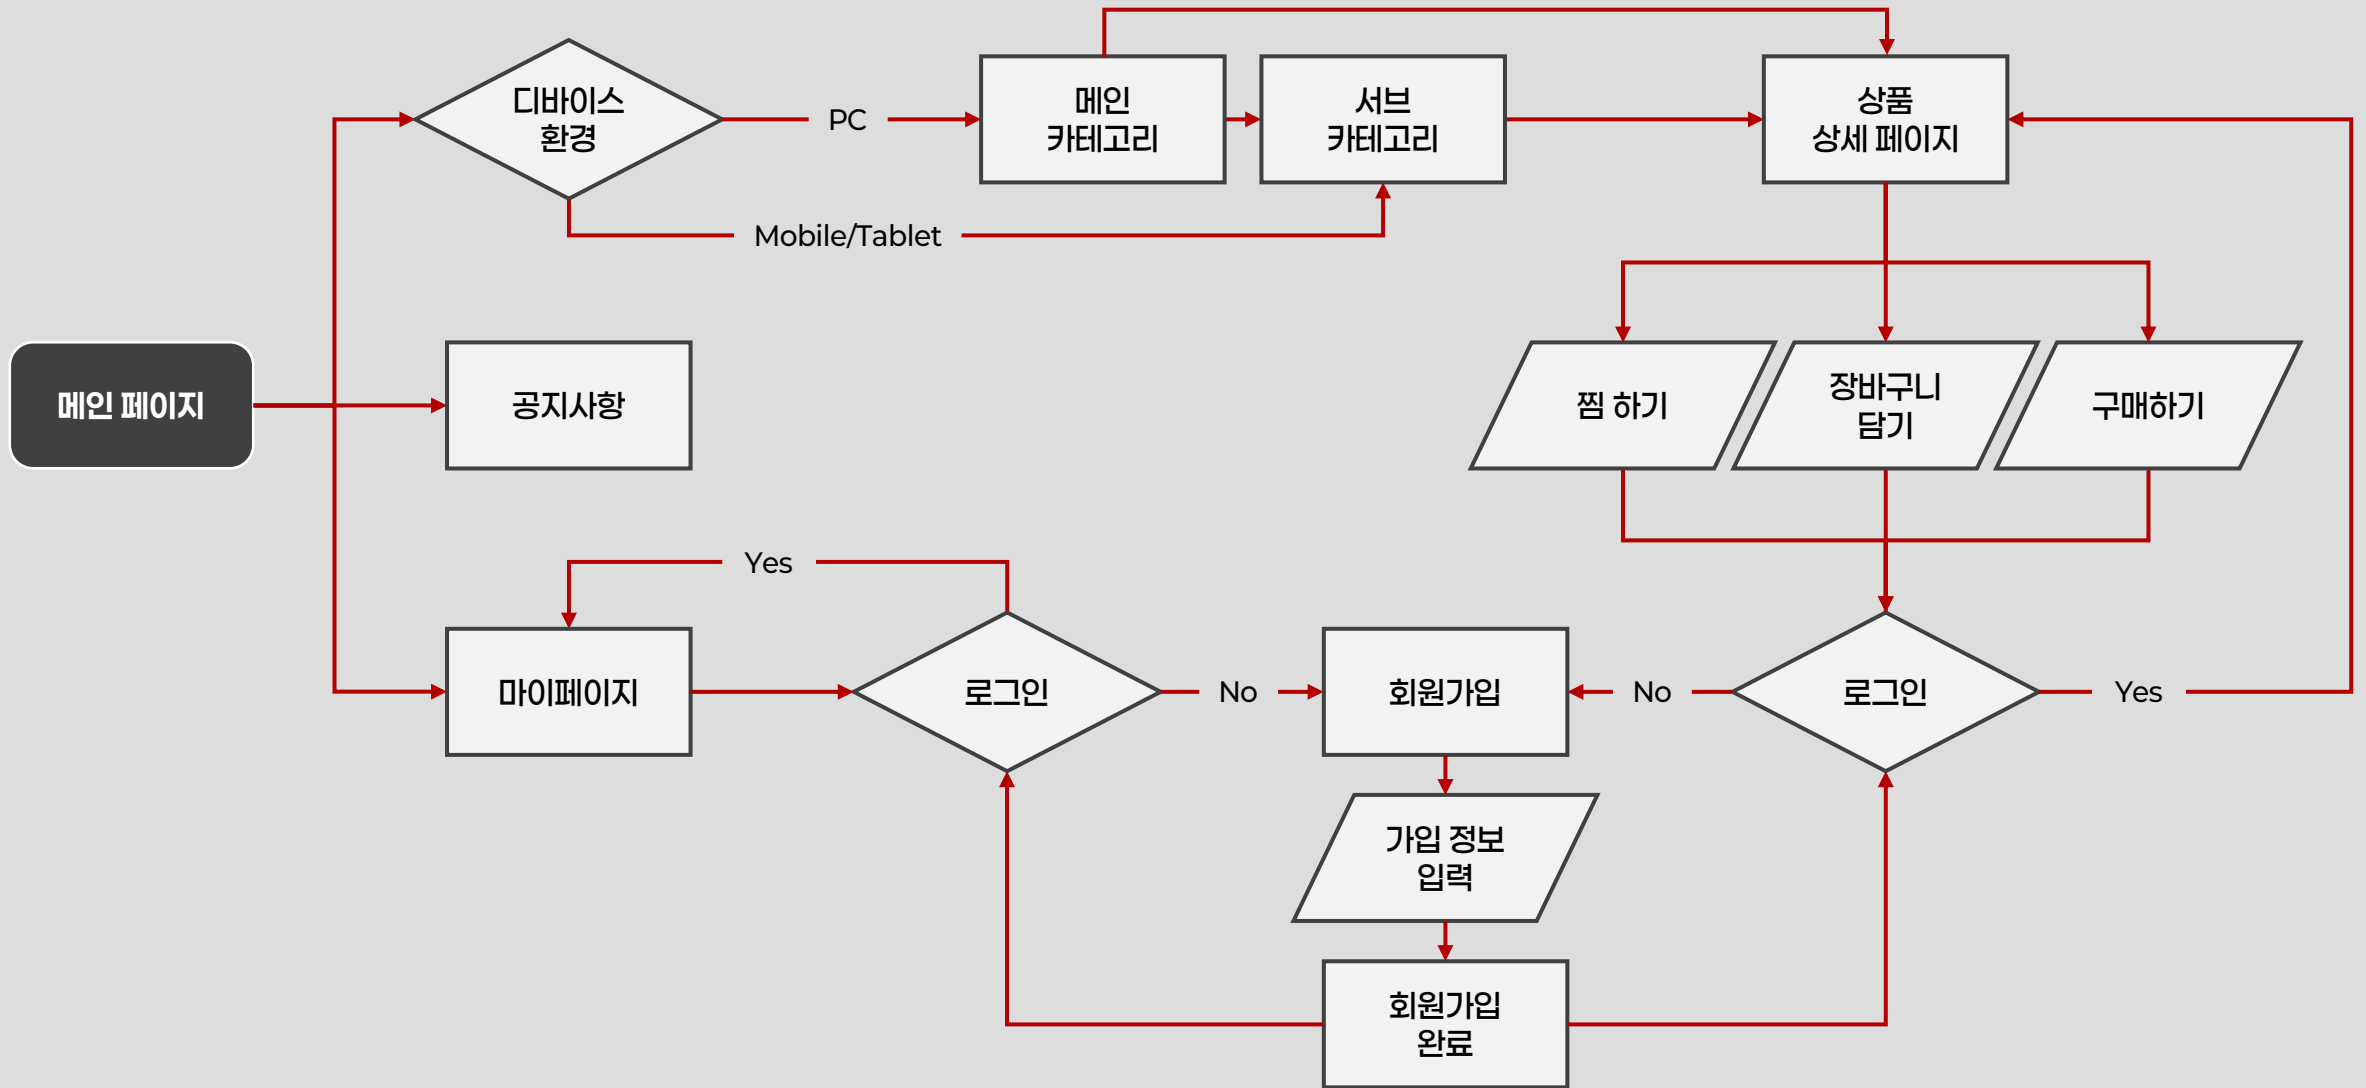 디바이스
환경
PC
메인
카테고리
서브
카테고리
상품
상세 페이지
Mobile/Tablet
메인 페이지
공지사항
찜 하기
장바구니
담기
구매하기
Yes
마이페이지
로그인
No
회원가입
No
로그인
Yes
가입 정보
입력
회원가입
완료